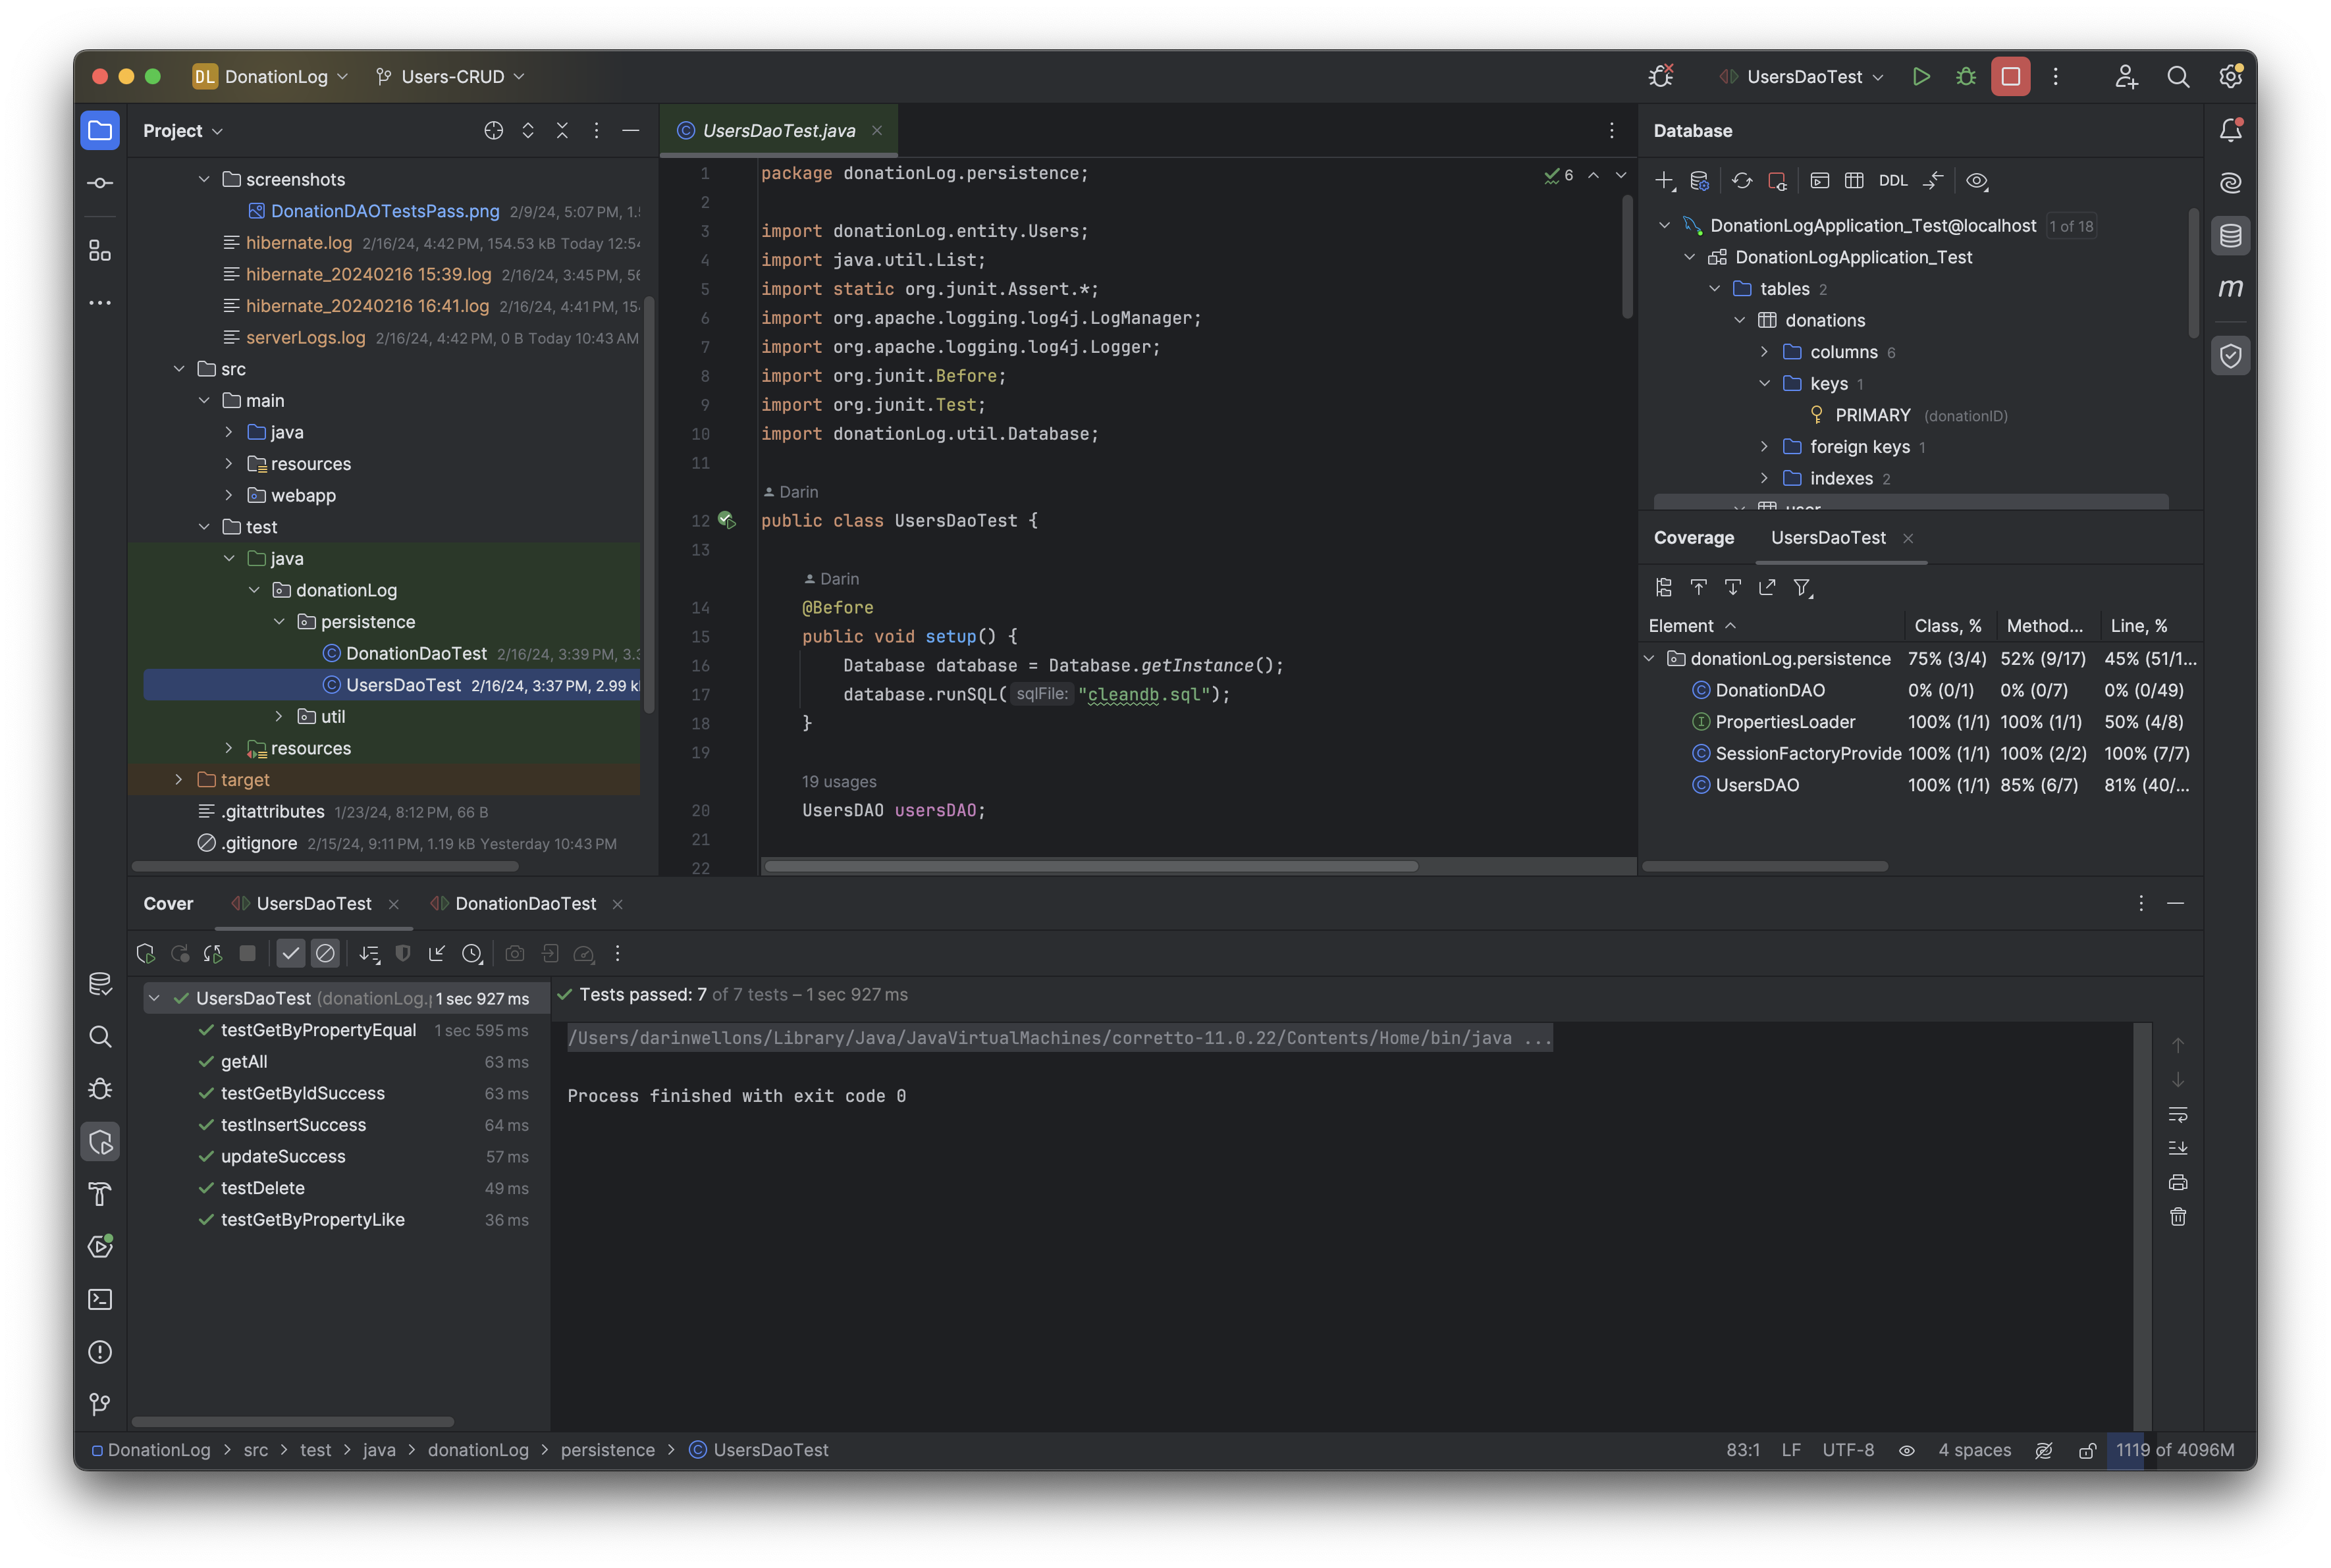 DL DonationLog Users-CRUD UsersDaoTest
Project
screenshots
DonationDAOTestsPass.png 2/9/24, 5:07 PM, 1.
hibernate.log 2/16/24, 4:42 PM, 154.53 kB Today 12:54
hibernate_20240216 15:39.log 2/16/24, 3:45 PM, 56
hibernate_20240216 16:41.log 2/16/24, 4:41 PM, 15
serverLogs.log 2/16/24, 4:42 PM, 0 B Today 10:43 AM
src
main
java
resources
webapp
test
java
donationLog
persistence
DonationDaoTest 2/16/24, 3:39 PM, 3.3
UsersDaoTest 2/16/24, 3:37 PM, 2.99 k
util
resources
target
.gitattributes 1/23/24, 8:12 PM, 66 B
.gitignore 2/15/24, 9:11 PM, 1.19 kB Yesterday 10:43 PM
UsersDaoTest.java
6
1 package donationLog.persistence;
2
3 import donationLog.entity.Users;
4 import java.util.List;
5 import static org.junit.Assert.*;
6 import org.apache.logging.log4j.LogManager;
7 import org.apache.logging.log4j.Logger;
8 import org.junit.Before;
9 import org.junit.Test;
10 import donationLog.util.Database;
11
Darin
12 public class UsersDaoTest {
13
Darin
14 @Before
15 public void setup() {
16 Database database = Database.getInstance();
17 database.runSQL( sqlFile: "cleandb.sql");
18 }
19
19 usages
20 UsersDAO usersDAO;
21
22
Database
DDL
DonationLogApplication_Test@localhost 1 of 18
DonationLogApplication_Test
tables 2
donations
columns 6
keys 1
PRIMARY (donationID)
foreign keys 1
indexes 2
user
Coverage UsersDaoTest
Element Class, % Method... Line, %
donationLog.persistence 75% (3/4) 52% (9/17) 45% (51/1...
DonationDAO 0% (0/1) 0% (0/7) 0% (0/49)
PropertiesLoader 100% (1/1) 100% (1/1) 50% (4/8)
SessionFactoryProvide 100% (1/1) 100% (2/2) 100% (7/7)
UsersDAO 100% (1/1) 85% (6/7) 81% (40/...
Cover UsersDaoTest DonationDaoTest
UsersDaoTest (donationLog.p 1 sec 927 ms
testGetByPropertyEqual 1 sec 595 ms
getAll 63 ms
testGetByIdSuccess 63 ms
testInsertSuccess 64 ms
updateSuccess 57 ms
testDelete 49 ms
testGetByPropertyLike 36 ms
Tests passed: 7 of 7 tests – 1 sec 927 ms
/Users/darinwellons/Library/Java/JavaVirtualMachines/corretto-11.0.22/Contents/Home/bin/java ...
Process finished with exit code 0
DonationLog > src > test > java > donationLog > persistence > UsersDaoTest
83:1 LF UTF-8 4 spaces 1119 of 4096M